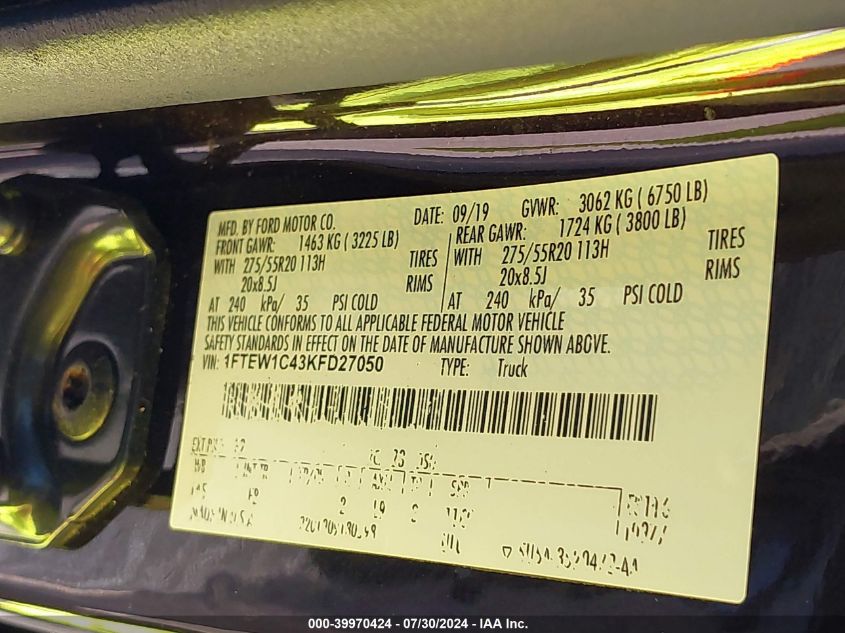 MFD. BY FORD MOTOR CO. DATE: 09/19 GVWR: 3062 KG ( 6750 LB)
FRONT GAWR: 1463 KG ( 3225 LB) REAR GAWR: 1724 KG ( 3800 LB)
WITH 275/55R20 113H TIRES WITH 275/55R20 113H TIRES
20x8.5J RIMS 20x8.5J RIMS
AT 240 kPa/ 35 PSI COLD AT 240 kPa/ 35 PSI COLD
THIS VEHICLE CONFORMS TO ALL APPLICABLE FEDERAL MOTOR VEHICLE
SAFETY STANDARDS IN EFFECT ON THE DATE OF MANUFACTURE SHOWN ABOVE.
VIN: 1FTEW1C43KFD27050 TYPE: Truck
000-39970424 - 07/30/2024 - IAA Inc.